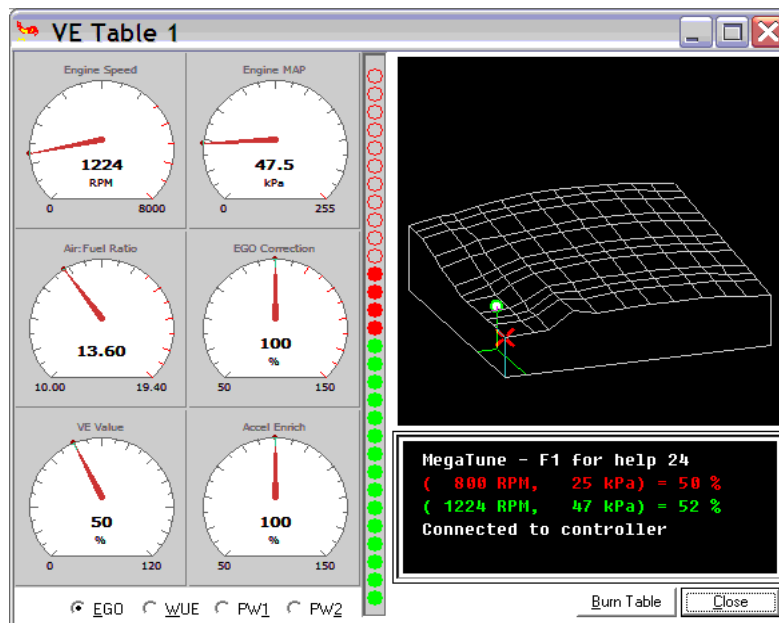 VE Table 1
Engine Speed
1224
RPM
0 8000
Engine MAP
47.5
kPa
0 255
Air:Fuel Ratio
13.60
10.00 19.40
EGO Correction
100
%
50 150
VE Value
50
%
0 120
Accel Enrich
100
%
50 150
EGO WUE PW1 PW2
MegaTune - F1 for help 24
( 800 RPM, 25 kPa) = 50 %
( 1224 RPM, 47 kPa) = 52 %
Connected to controller
Burn Table Close